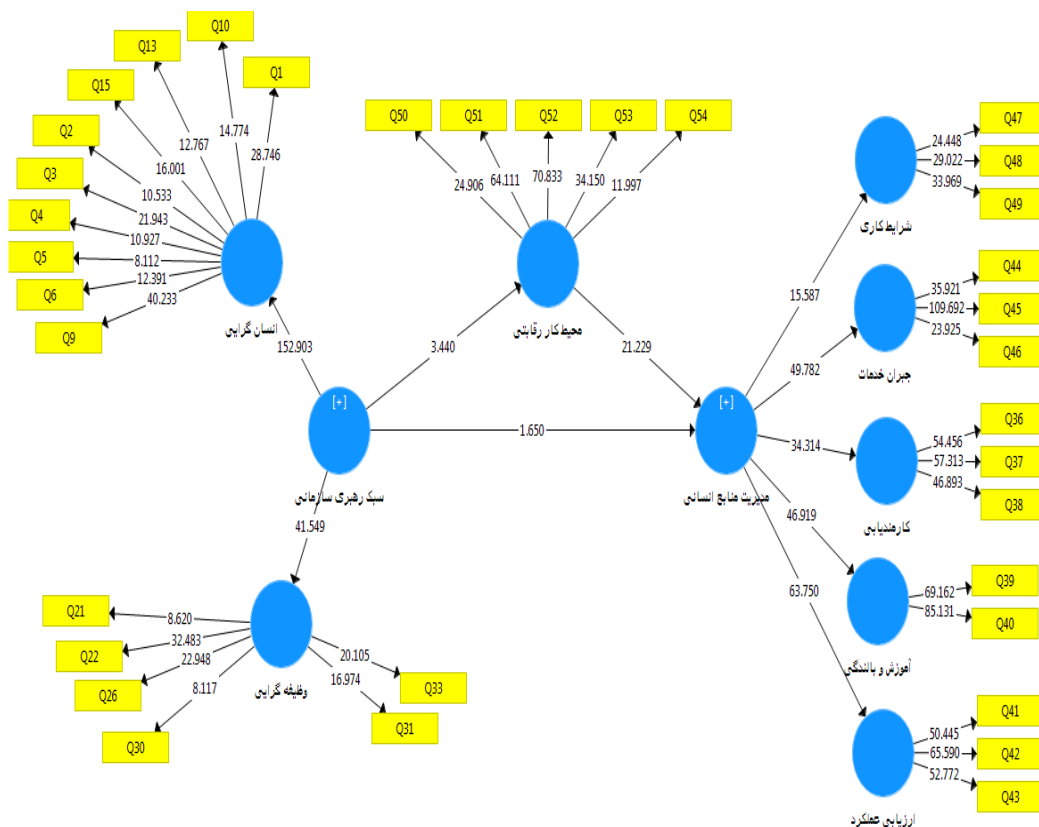 Q10
Q13
Q1
Q15
Q2
Q3
Q4
Q5
Q6
Q9
14.774
12.767
28.746
16.001
10.533
21.943
10.927
8.112
12.391
40.233
انسان گرایی
152.903
Q50
Q51
Q52
Q53
Q54
24.906
64.111
70.833
34.150
11.997
محیط کار رقابتی
3.440
21.229
[+]
سبک رهبری سازمانی
1.650
[+]
مدیریت منابع انسانی
41.549
Q21
Q22
Q26
Q30
Q31
Q33
8.620
32.483
22.948
8.117
16.974
20.105
وظیفه گرایی
15.587
49.782
34.314
46.919
63.750
Q47
Q48
Q49
24.448
29.022
33.969
شرایط کاری
Q44
Q45
Q46
35.921
109.692
23.925
جبران خدمات
Q36
Q37
Q38
54.456
57.313
46.893
کارمندیابی
Q39
Q40
69.162
85.131
آموزش و بالندگی
Q41
Q42
Q43
50.445
65.590
52.772
ارزیابی عملکرد